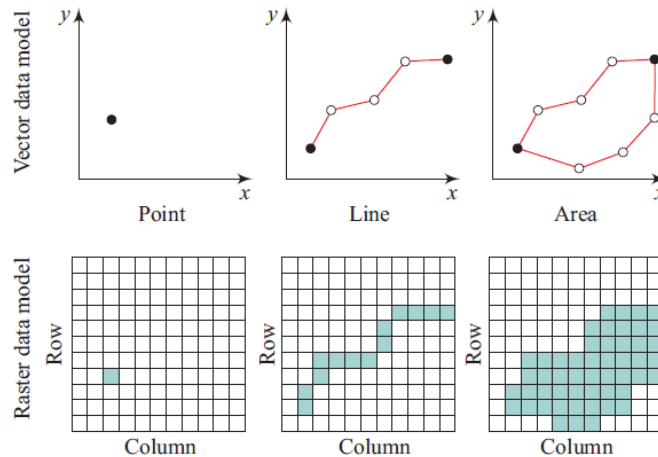 Vector data model
y
x
Point
y
x
Line
y
x
Area
Raster data model
Row
Column
Row
Column
Row
Column